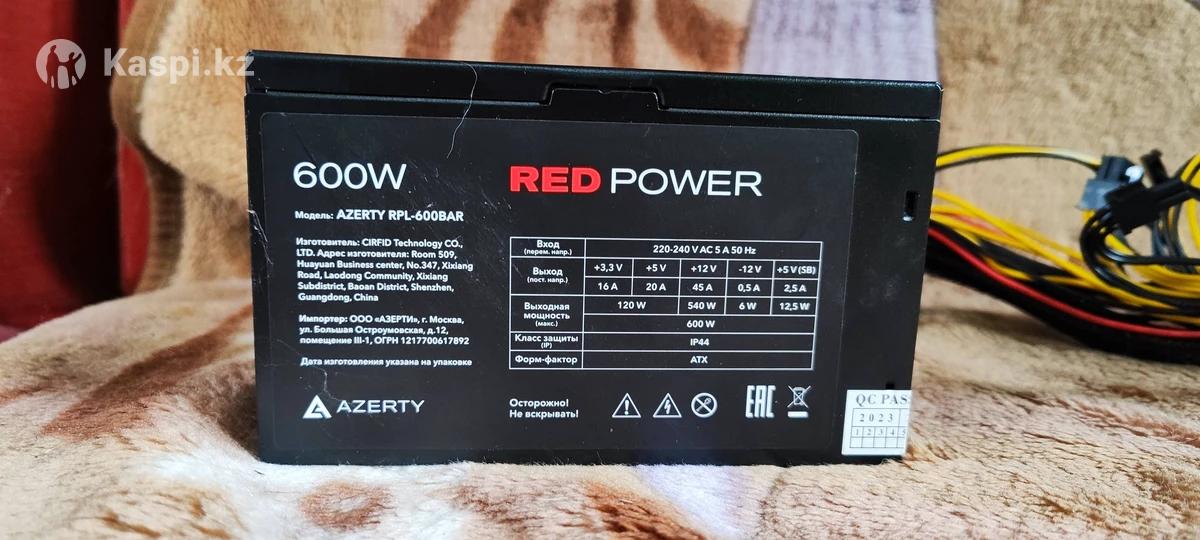 Kaspi.kz
600W
RED POWER
Модель: AZERTY RPL-600BAR
Изготовитель: CIRFID Technology CO.,
LTD. Адрес изготовителя: Room 509,
Huayuan Business center, No.347, Xixiang
Road, Laodong Community, Xixiang
Subdistrict, Baoan District, Shenzhen,
Guangdong, China
Импортер: ООО «АЗЕРТИ», г. Москва,
ул. Большая Остроумовская, д.12,
помещение III-1, ОГРН 1217700617892
Дата изготовления указана на упаковке
AZERTY
Вход (перем. напр.) 220-240 V AC 5 A 50 Hz
Выход (пост. напр.) +3,3 V +5 V +12 V -12 V +5 V (SB)
16 A 20 A 45 A 0,5 A 2,5 A
Выходная мощность (макс.) 120 W 540 W 6 W 12,5 W
600 W
Класс защиты (IP) IP44
Форм-фактор ATX
Осторожно!
Не вскрывать!
EAC
QC PAS
2023
1 2 3 4 5